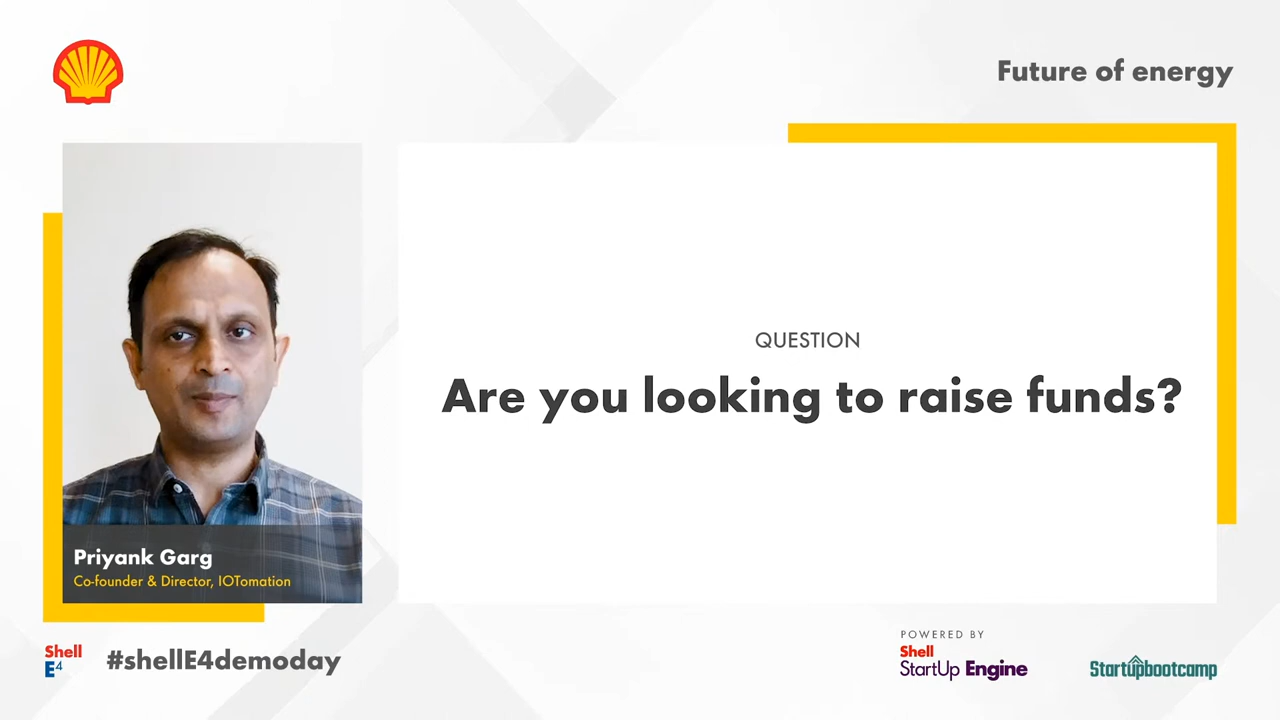 Future of energy
QUESTION
Are you looking to raise funds?
Priyank Garg
Co-founder & Director, IOTomation
Shell
E4
#shellE4demoday
POWERED BY
Shell
StartUp Engine
Startupbootcamp